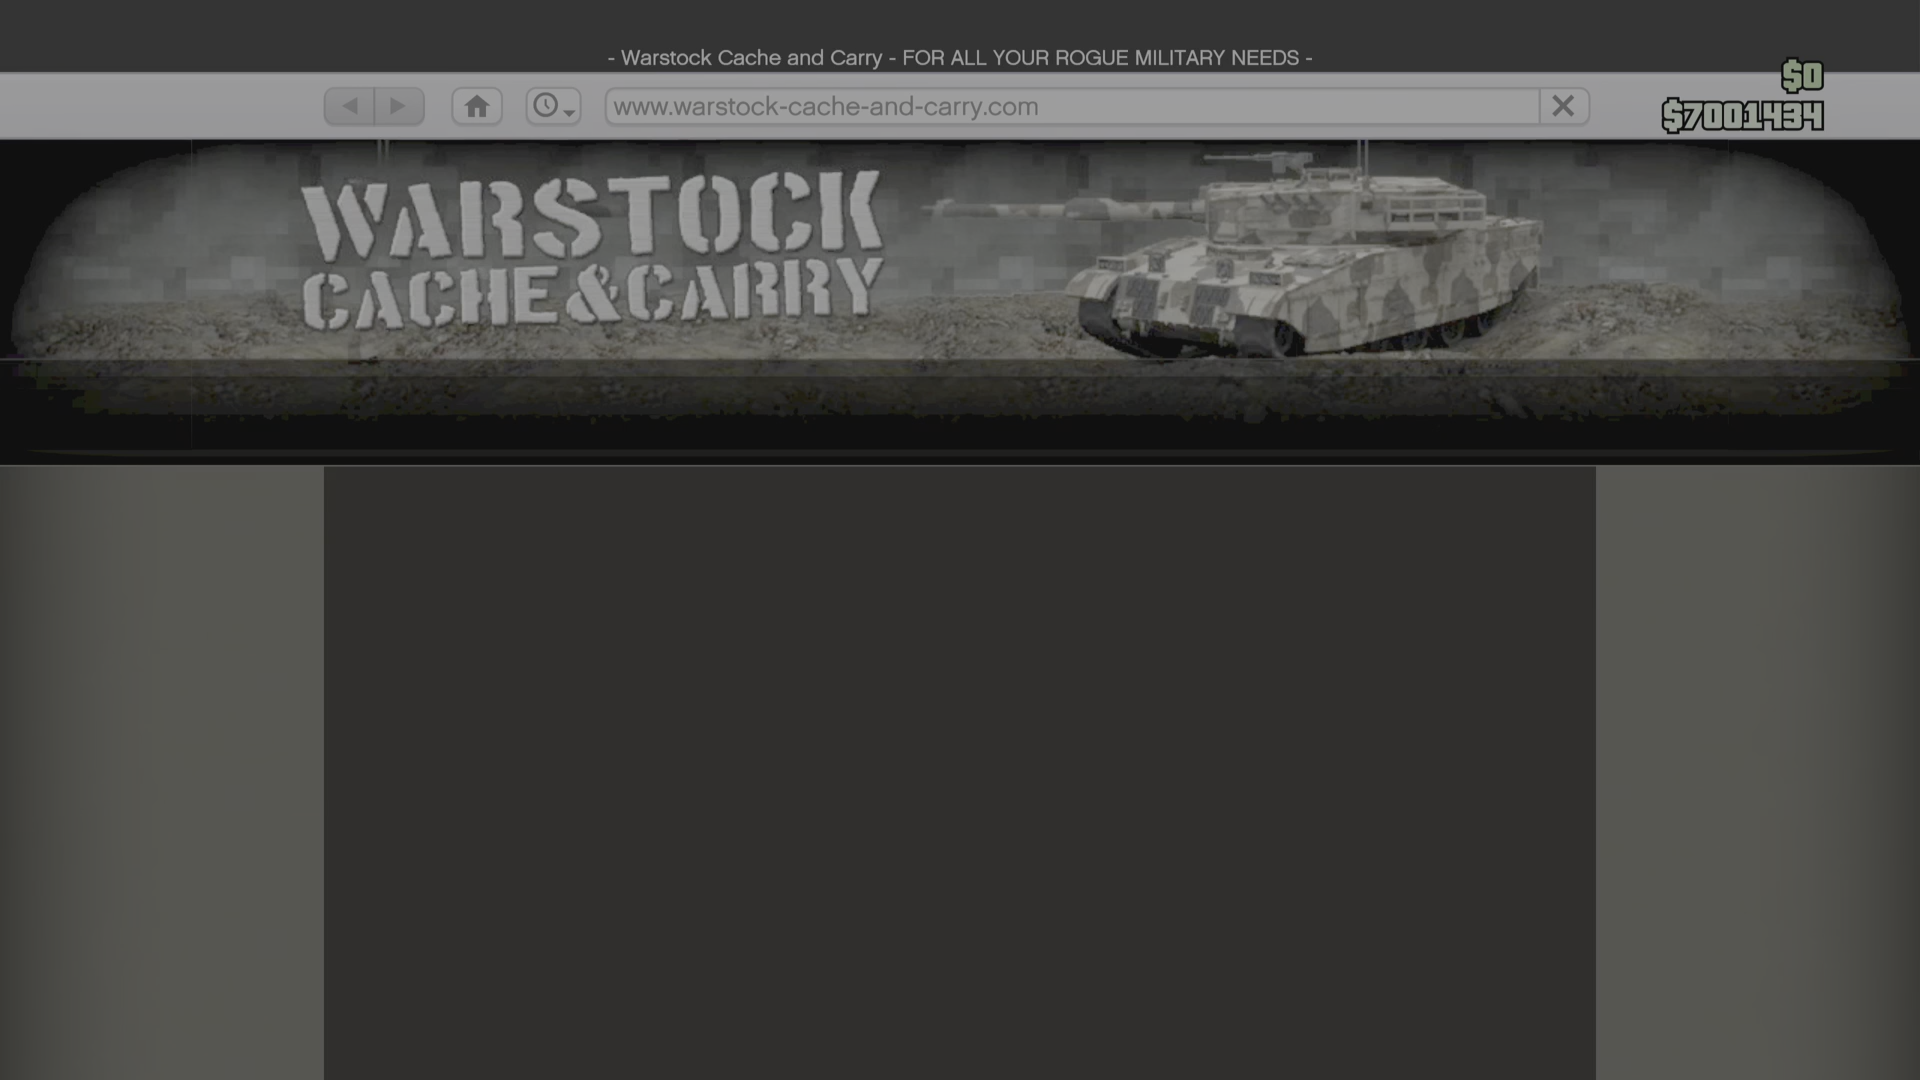 - Warstock Cache and Carry - FOR ALL YOUR ROGUE MILITARY NEEDS -
$0
www.warstock-cache-and-carry.com
$7001434
WARSTOCK
CACHE & CARRY